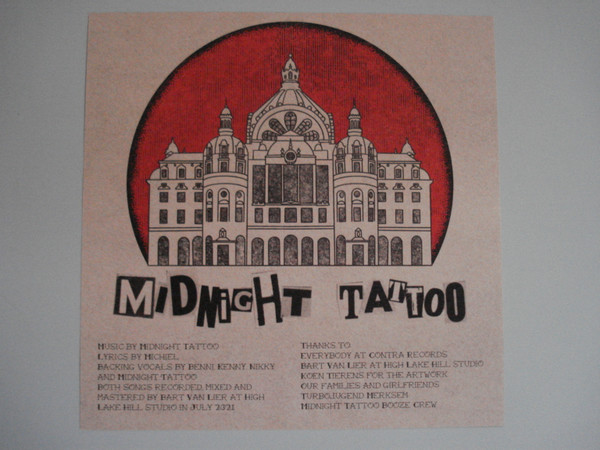 MIDNIGHT TATTOO
MUSIC BY MIDNIGHT TATTOO
LYRICS BY MICHIEL
BACKING VOCALS BY BENNI, KENNY, NIKKY
AND MIDNIGHT TATTOO
BOTH SONGS RECORDED, MIXED AND
MASTERED BY BART VAN LIER AT HIGH
LAKE HILL STUDIO IN JULY 2021
THANKS TO
EVERYBODY AT CONTRA RECORDS
BART VAN LIER AT HIGH LAKE HILL STUDIO
KOEN TIERENS FOR THE ARTWORK
OUR FAMILIES AND GIRLFRIENDS
TURBOJUGEND MERKSEM
MIDNIGHT TATTOO BOOZE CREW